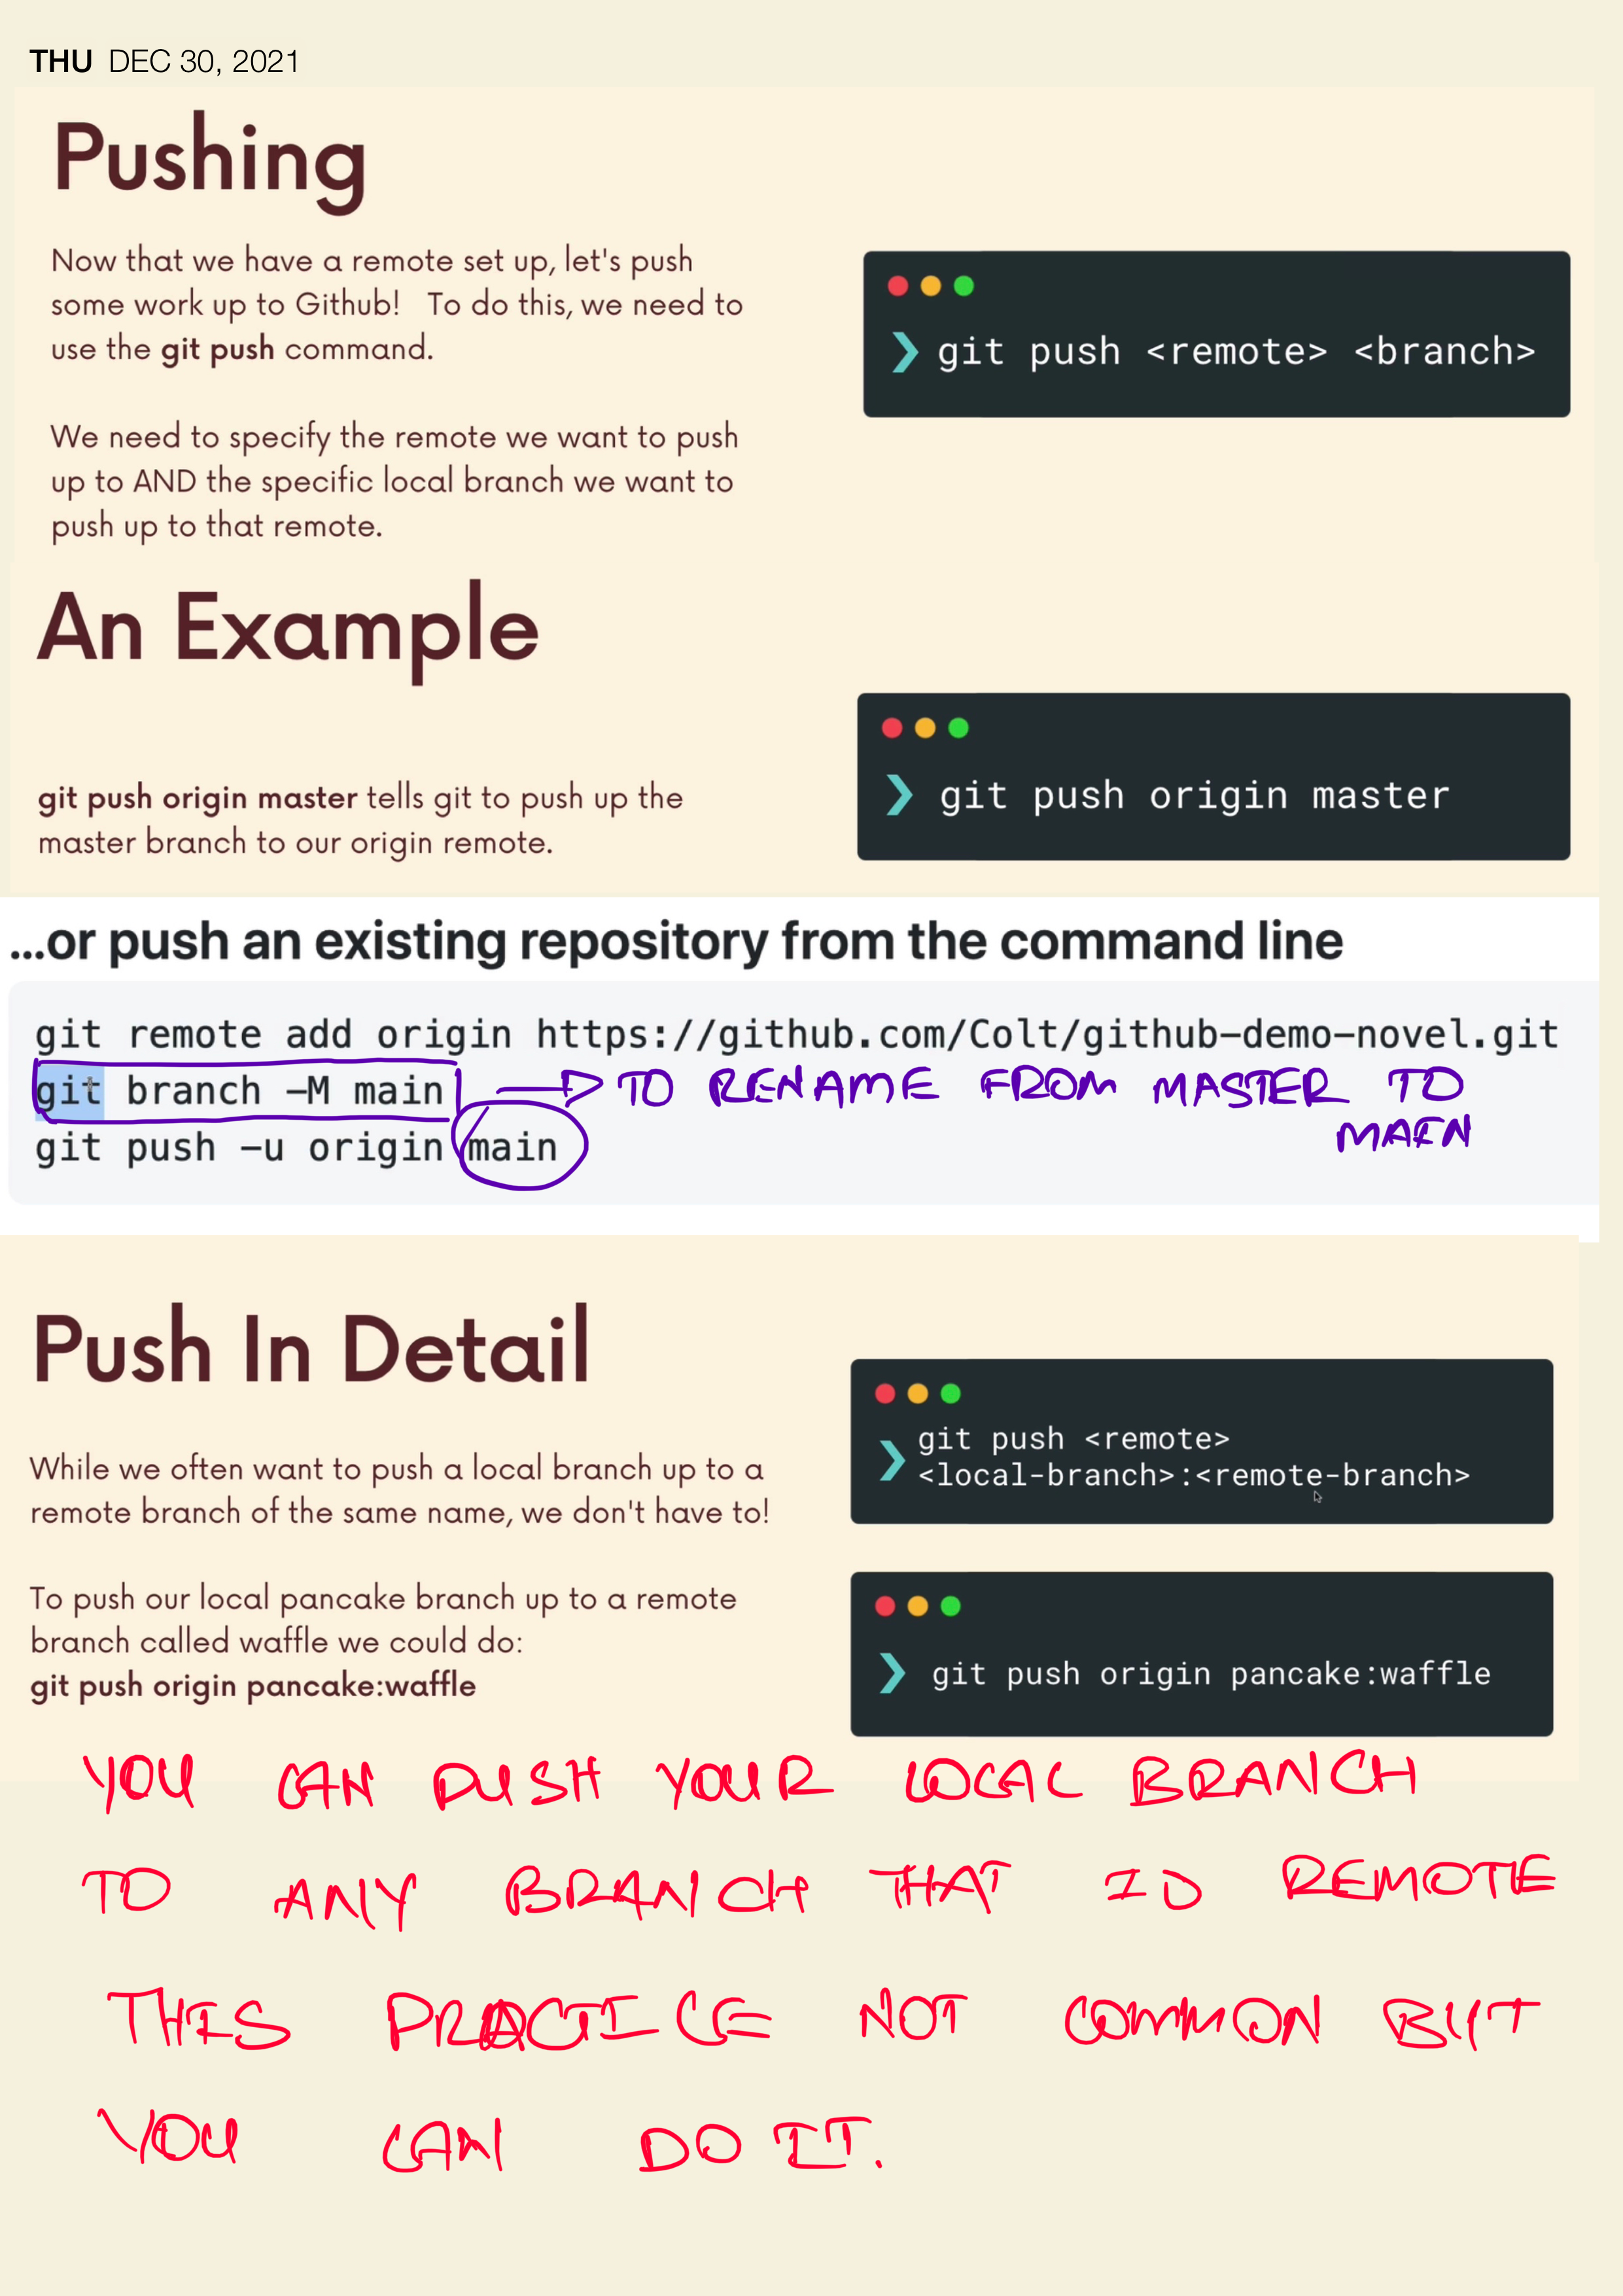 THU DEC 30, 2021
Pushing
Now that we have a remote set up, let's push
some work up to Github! To do this, we need to
use the git push command.
We need to specify the remote we want to push
up to AND the specific local branch we want to
push up to that remote.
❯ git push <remote> <branch>
An Example
git push origin master tells git to push up the
master branch to our origin remote.
❯ git push origin master
...or push an existing repository from the command line
git remote add origin https://github.com/Colt/github-demo-novel.git
git branch -M main
TO RENAME FROM MASTER TO
MAIN
git push -u origin main
Push In Detail
While we often want to push a local branch up to a
remote branch of the same name, we don't have to!
To push our local pancake branch up to a remote
branch called waffle we could do:
git push origin pancake:waffle
❯ git push <remote>
<local-branch>:<remote-branch>
❯ git push origin pancake:waffle
YOU CAN PUSH YOUR LOCAL BRANCH
TO ANY BRANCH THAT ID REMOTE
THIS PRACTICE NOT COMMON BUT
YOU CAN DO IT.